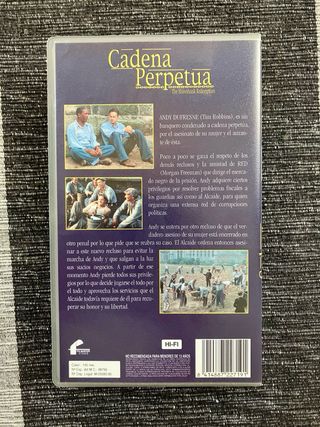 Cadena
Perpetua
The Shawshank Redemption
ANDY DUFRESNE (Tim Robbins), es un
banquero condenado a cadena perpetua,
por el asesinato de su mujer y el aman-
te de ésta.
Poco a poco se gana el respeto de los
demás reclusos y la amistad de RED
(Morgan Freeman) que dirige el merca-
do negro de la prisión. Andy adquiere ciertos
privilegios por resolver problemas fiscales
a los guardias así como al Alcaide, para quien
organiza una extensa red de corrupciones
políticas.
Andy se entera por otro recluso de que el ver-
dadero asesino de su mujer está encerrado en
otro penal por lo que pide que se reabra su caso. El Alcaide ordena entonces asesi-
nar a este nuevo recluso para evitar la
marcha de Andy y que salgan a la luz
sus sucios negocios. A partir de ese
momento Andy pierde todos sus privile-
gios por lo que decide jugarse el todo por
el todo y aprovecha los servicios que el
Alcaide todavía requiere de él para recu-
perar su honor y su libertad.
HI-FI
NO RECOMENDADA PARA MENORES DE 13 AÑOS
8 414667 227191